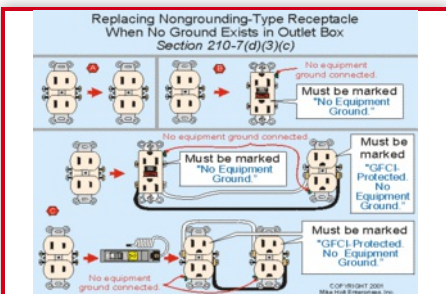 Replacing Nongrounding-Type Receptacle
When No Ground Exists in Outlet Box
Section 210-7(d)(3)(c)
A
B
No equipment
ground connected.
Must be marked
"No Equipment
Ground."
No equipment ground connected
Must be marked
"No Equipment
Ground."
Must be
marked
"GFCI-
Protected.
No
Equipment
Ground."
C
Must be marked
"GFCI-Protected.
No Equipment
Ground."
No equipment
ground connected.
COPYRIGHT 2001
Mike Holt Enterprises, Inc.